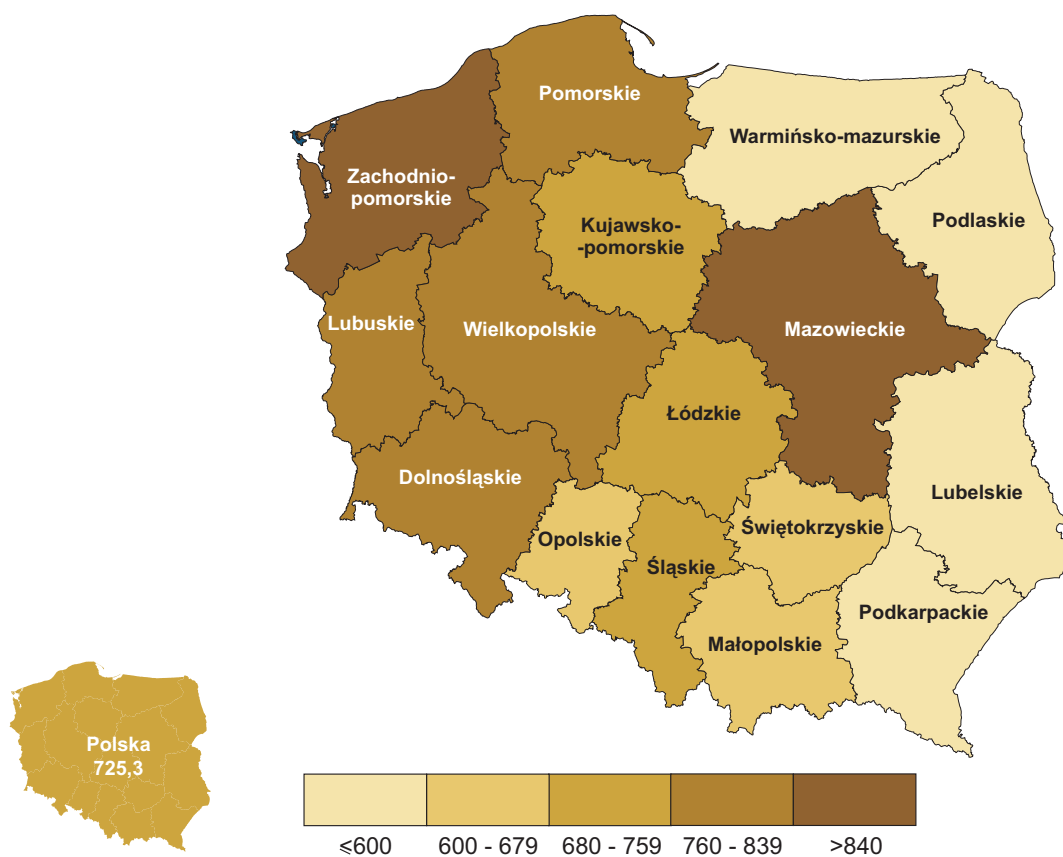 Pomorskie
Warmińsko-mazurskie
Zachodnio-
pomorskie
Podlaskie
Kujawsko-
-pomorskie
Lubuskie
Wielkopolskie
Mazowieckie
Łódzkie
Dolnośląskie
Lubelskie
Opolskie
Świętokrzyskie
Śląskie
Podkarpackie
Małopolskie
Polska
725,3
⩽600
600 - 679
680 - 759
760 - 839
>840